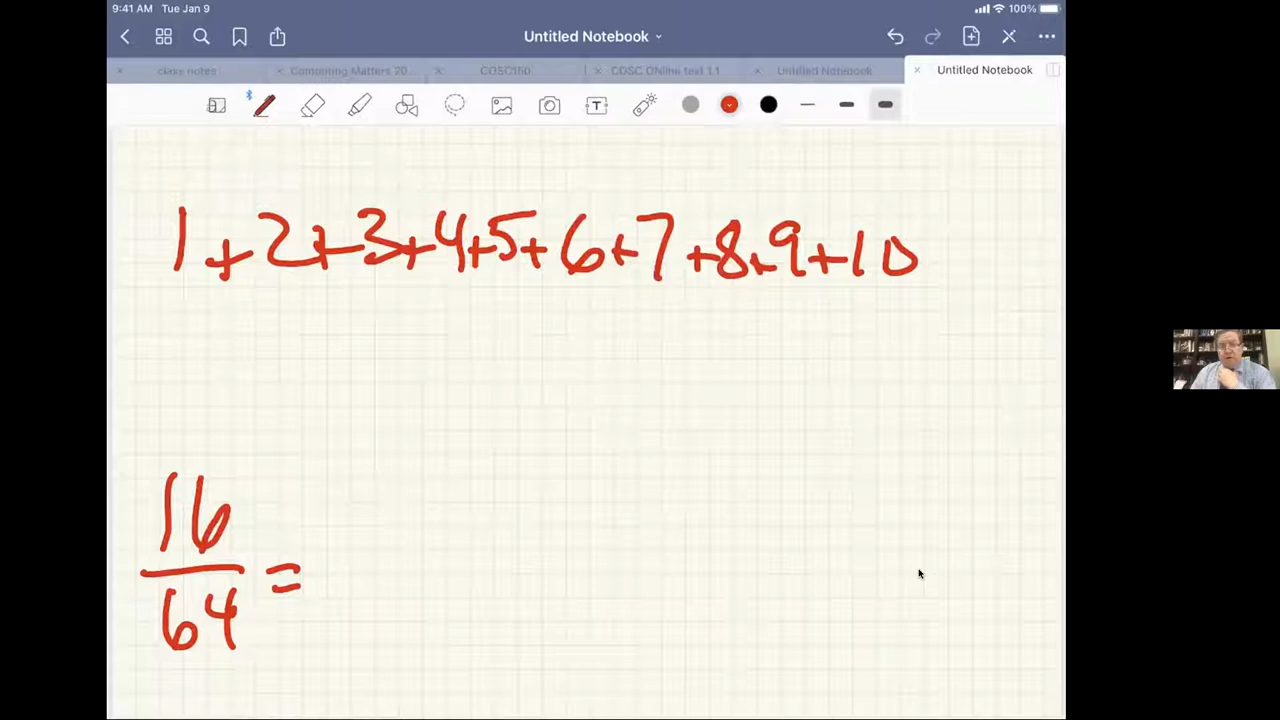 9:41 AM Tue Jan 9 100%
Untitled Notebook
class notes Computing Matters 20... COSC150 COSC ONline text 1.1 Untitled Notebook Untitled Notebook
T
1+2+3+4+5+6+7+8+9+10
16
64 =